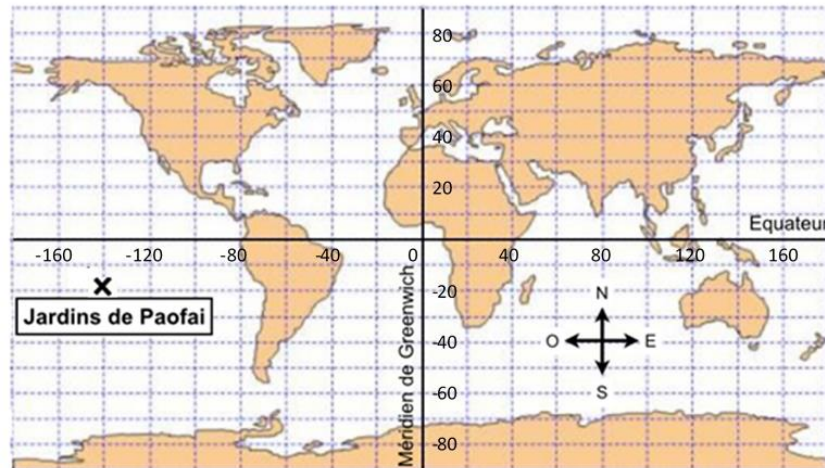 80
60
40
20
Equateur
-160 -120 -80 -40 0 40 80 120 160
-20
N
Jardins de Paofai
Méridien de Greenwich
-40
O E
S
-60
-80